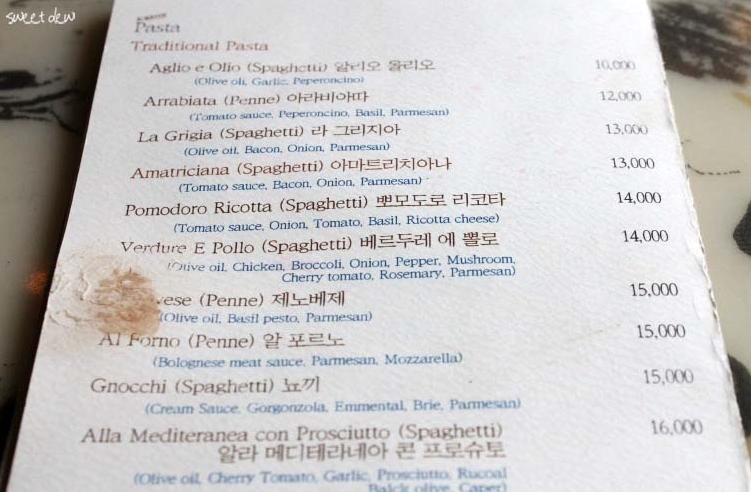 sweet dew
Pasta
Traditional Pasta
Aglio e Olio (Spaghetti) 알리오 올리오 10,000
(Olive oli, Garlic, Peperoncino)
Arrabiata (Penne) 아라비아따 12,000
(Tomato sauce, Peperoncino, Basil, Parmesan)
La Grigia (Spaghetti) 라 그리지아 13,000
(Olive oil, Bacon, Onion, Parmesan)
Amatriciana (Spaghetti) 아마트리치아나 13,000
(Tomato sauce, Bacon, Onion, Parmesan)
Pomodoro Ricotta (Spaghetti) 뽀모도로 리코타 14,000
(Tomato sauce, Onion, Tomato, Basil, Ricotta cheese)
Verdure E Pollo (Spaghetti) 베르두레 에 뽈로 14,000
(Olive oil, Chicken, Broccoli, Onion, Pepper, Mushroom,
Cherry tomato, Rosemary, Parmesan)
(Penne) 제노베제 15,000
(Olive oil, Basil pesto, Parmesan)
Al Forno (Penne) 알 포르노 15,000
(Bolognese meat sauce, Parmesan, Mozzarella)
Gnocchi (Spaghetti) 뇨끼 15,000
(Cream Sauce, Gorgonzola, Emmental, Brie, Parmesan)
Alla Mediteranea con Prosciutto (Spaghetti) 16,000
알라 메디테라네아 콘 프로슈토
(Olive oil, Cherry Tomato, Garlic, Prosciutto, Rucoal
Balck olive, Caper)